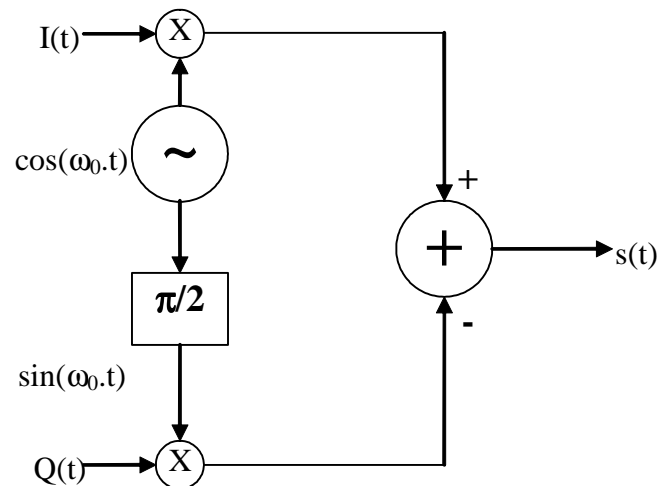 I(t)
X
cos(ω₀.t)
~
+
+
s(t)
π/2
-
sin(ω₀.t)
Q(t)
X